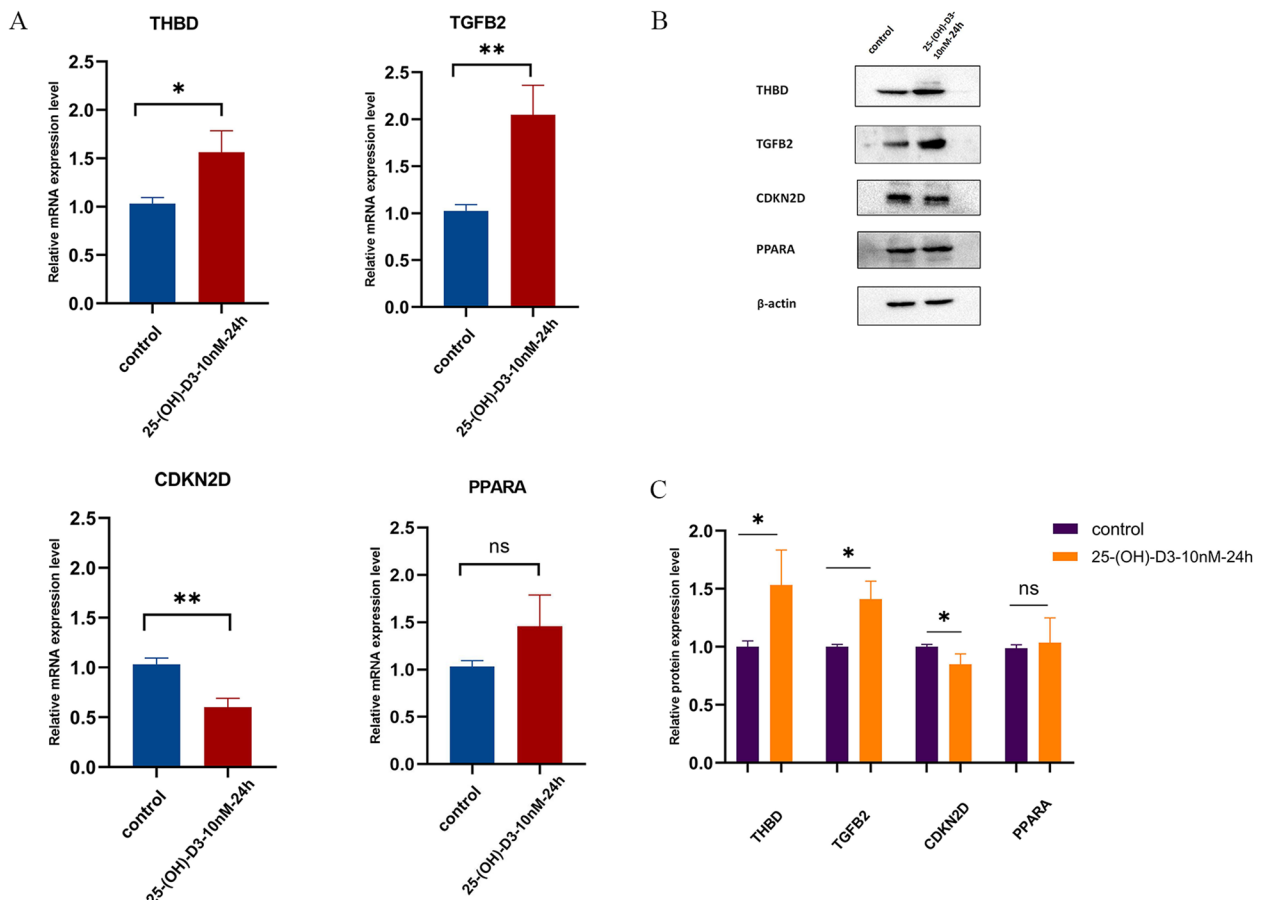 A
THBD
Relative mRNA expression level
2.5
2.0
1.5
1.0
0.5
0.0
*
control
25-(OH)-D3-10nM-24h
TGFB2
Relative mRNA expression level
2.5
2.0
1.5
1.0
0.5
0.0
**
control
25-(OH)-D3-10nM-24h
CDKN2D
Relative mRNA expression level
2.5
2.0
1.5
1.0
0.5
0.0
**
control
25-(OH)-D3-10nM-24h
PPARA
Relative mRNA expression level
2.5
2.0
1.5
1.0
0.5
0.0
ns
control
25-(OH)-D3-10nM-24h
B
control
25-(OH)-D3-
10nM-24h
THBD
TGFB2
CDKN2D
PPARA
β-actin
C
Relative protein expression level
2.0
1.5
1.0
0.5
0.0
*
*
*
ns
THBD
TGFB2
CDKN2D
PPARA
control
25-(OH)-D3-10nM-24h